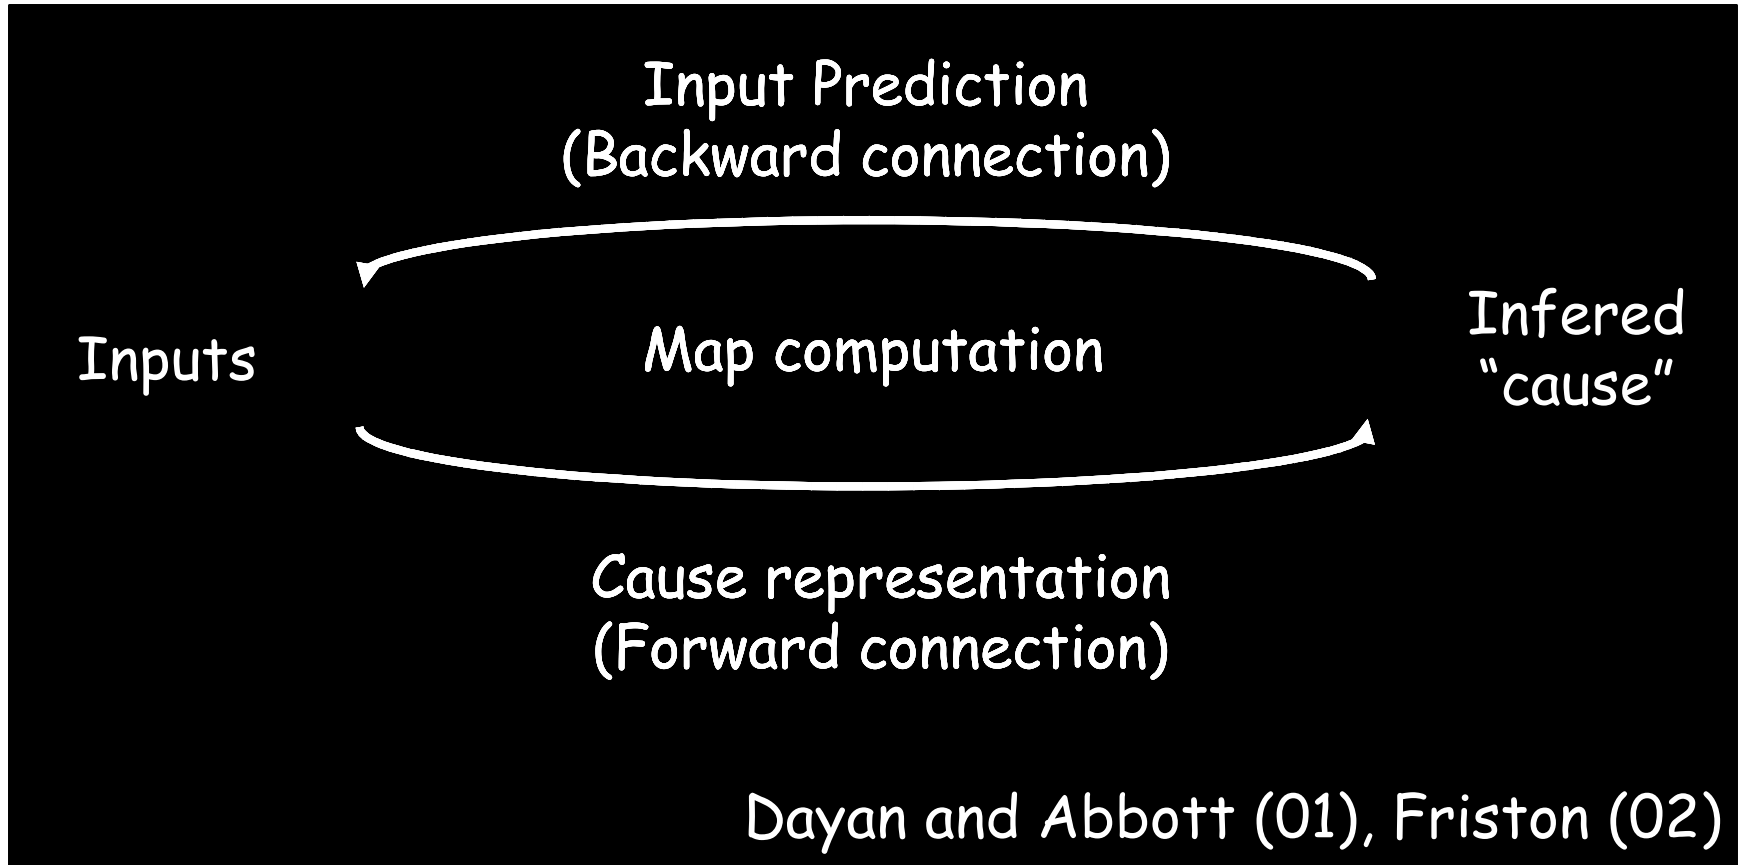 Input Prediction
(Backward connection)
Inputs
Map computation
Infered
“cause”
Cause representation
(Forward connection)
Dayan and Abbott (01), Friston (02)